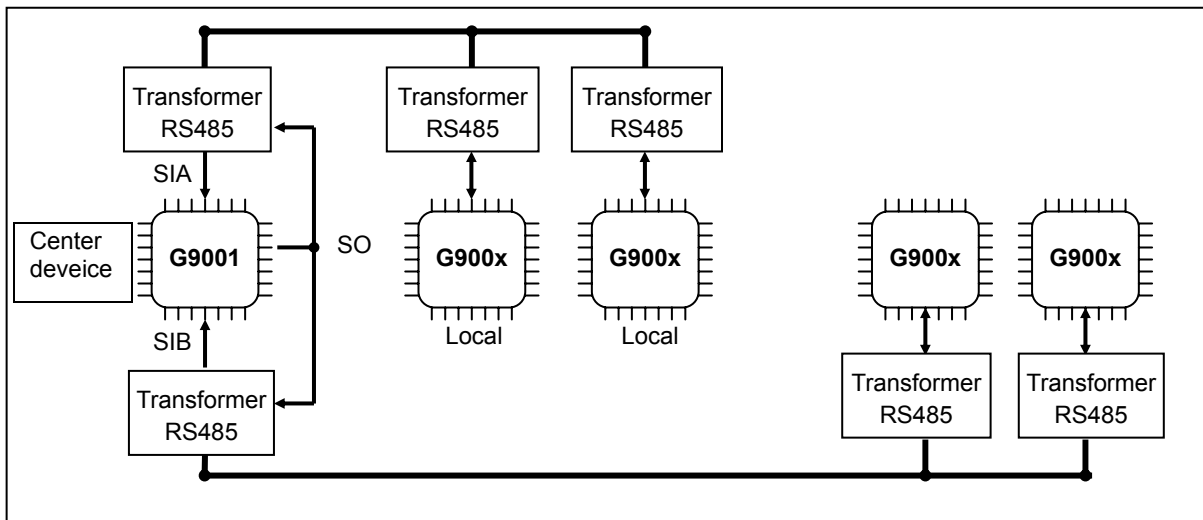 Transformer
RS485
Transformer
RS485
Transformer
RS485
SIA
Center
deveice
G9001
SO
G900x
G900x
G900x
G900x
Local
Local
SIB
Transformer
RS485
Transformer
RS485
Transformer
RS485